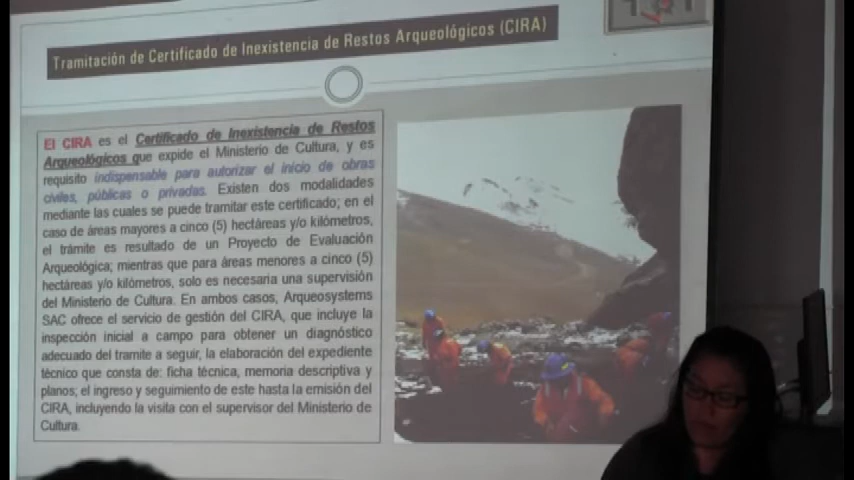 Tramitación de Certificado de Inexistencia de Restos Arqueológicos (CIRA)
El CIRA es el Certificado de Inexistencia de Restos
Arqueológicos que expide el Ministerio de Cultura, y es
requisito indispensable para autorizar el inicio de obras
civiles, públicas o privadas. Existen dos modalidades
mediante las cuales se puede tramitar este certificado; en el
caso de áreas mayores a cinco (5) hectáreas y/o kilómetros,
el trámite es resultado de un Proyecto de Evaluación
Arqueológica; mientras que para áreas menores a cinco (5)
hectáreas y/o kilómetros, solo es necesaria una supervisión
del Ministerio de Cultura. En ambos casos, Arqueosystems
SAC ofrece el servicio de gestión del CIRA, que incluye la
inspección inicial a campo para obtener un diagnóstico
adecuado del tramite a seguir, la elaboración del expediente
técnico que consta de: ficha técnica, memoria descriptiva y
planos; el ingreso y seguimiento de este hasta la emisión del
CIRA, incluyendo la visita con el supervisor del Ministerio de
Cultura.